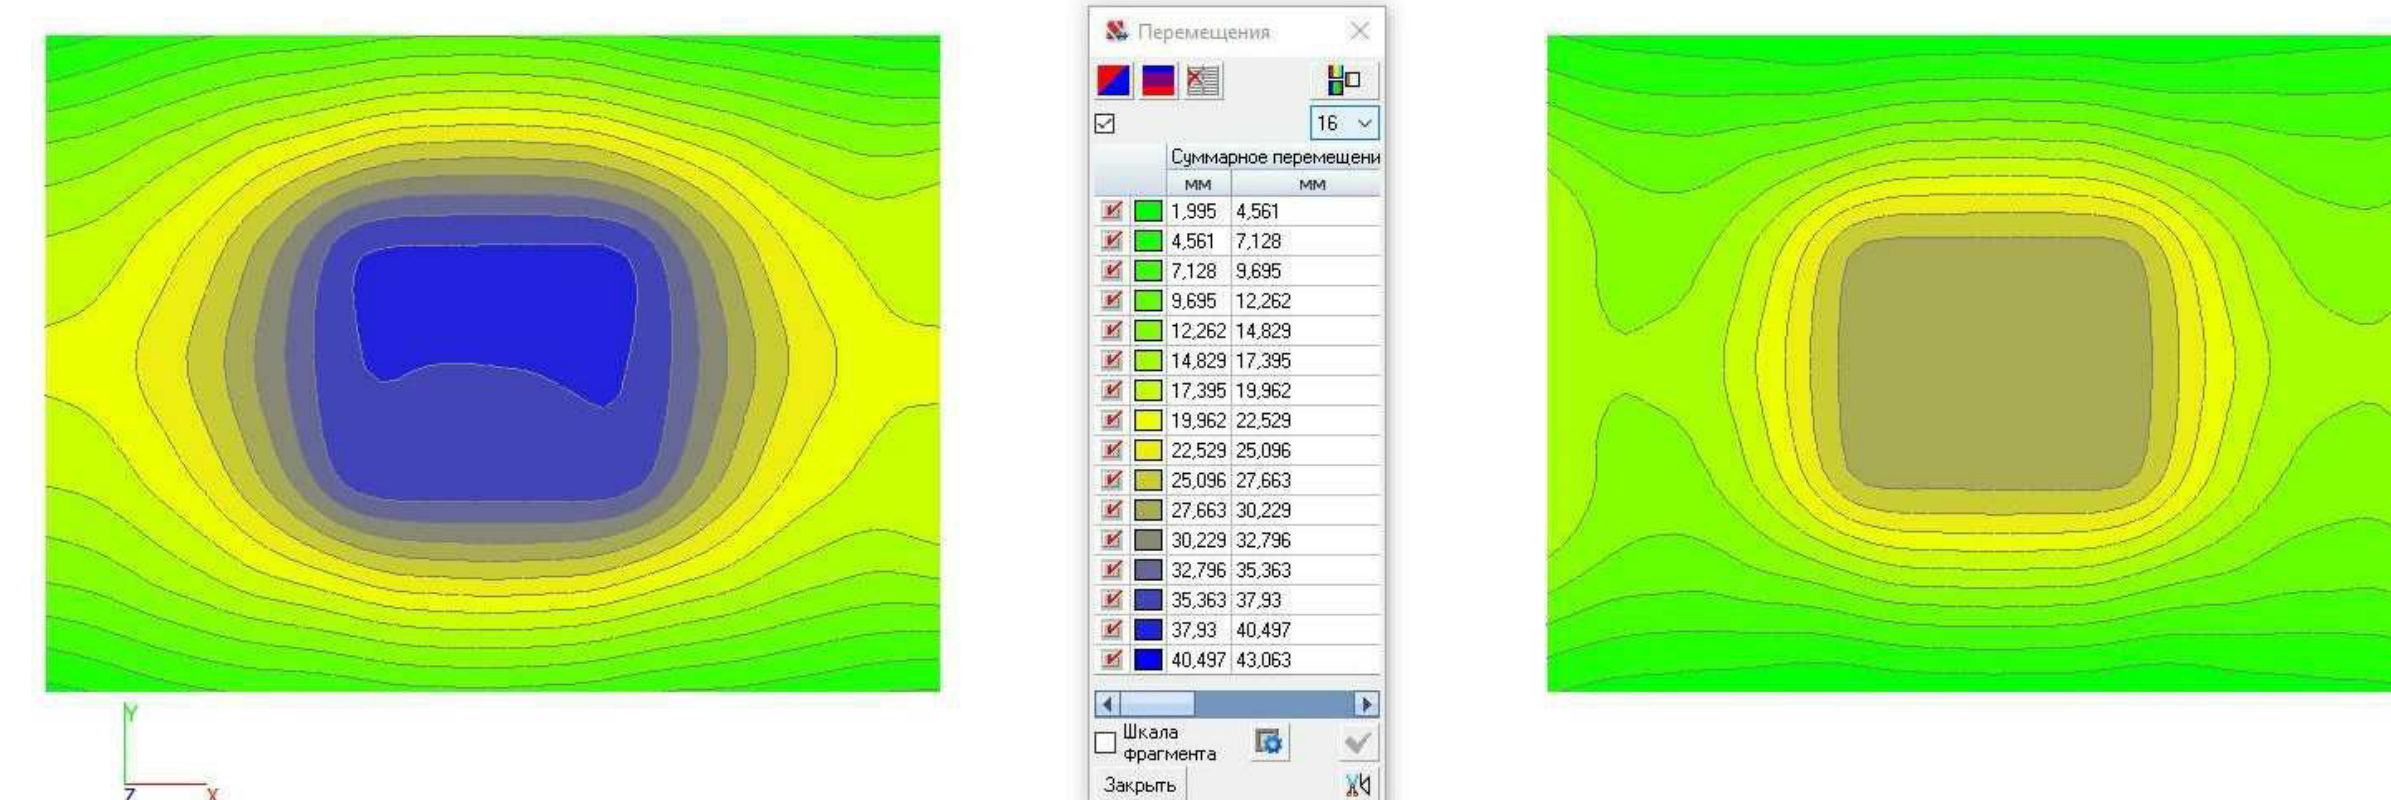 Перемещения
16
Суммарное перемещени
мм мм
1,995 4,561
4,561 7,128
7,128 9,695
9,695 12,262
12,262 14,829
14,829 17,395
17,395 19,962
19,962 22,529
22,529 25,096
25,096 27,663
27,663 30,229
30,229 32,796
32,796 35,363
35,363 37,93
37,93 40,497
40,497 43,063
Шкала
фрагмента
Закрыть
Y
Z X